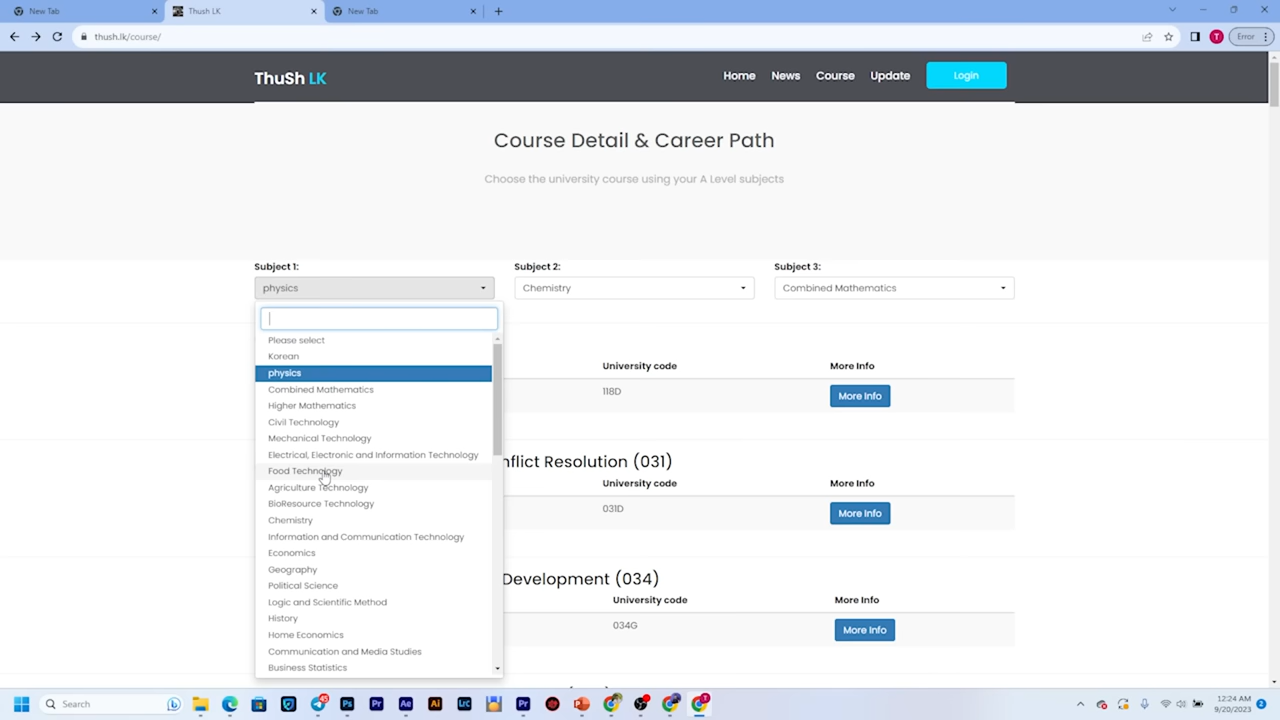 New Tab
Thush LK
New Tab
thush.lk/course/
Error
ThuSh LK
Home
News
Course
Update
Login
Course Detail & Career Path
Choose the university course using your A Level subjects
Subject 1:
Subject 2:
Subject 3:
physics
Chemistry
Combined Mathematics
Please select
Korean
physics
Combined Mathematics
Higher Mathematics
Civil Technology
Mechanical Technology
Electrical, Electronic and Information Technology
Food Technology
Agriculture Technology
BioResource Technology
Chemistry
Information and Communication Technology
Economics
Geography
Political Science
Logic and Scientific Method
History
Home Economics
Communication and Media Studies
Business Statistics
University code
More Info
118D
More Info
nflict Resolution (031)
University code
More Info
031D
More Info
Development (034)
University code
More Info
034G
More Info
Search
45
12:24 AM
9/20/2023
2